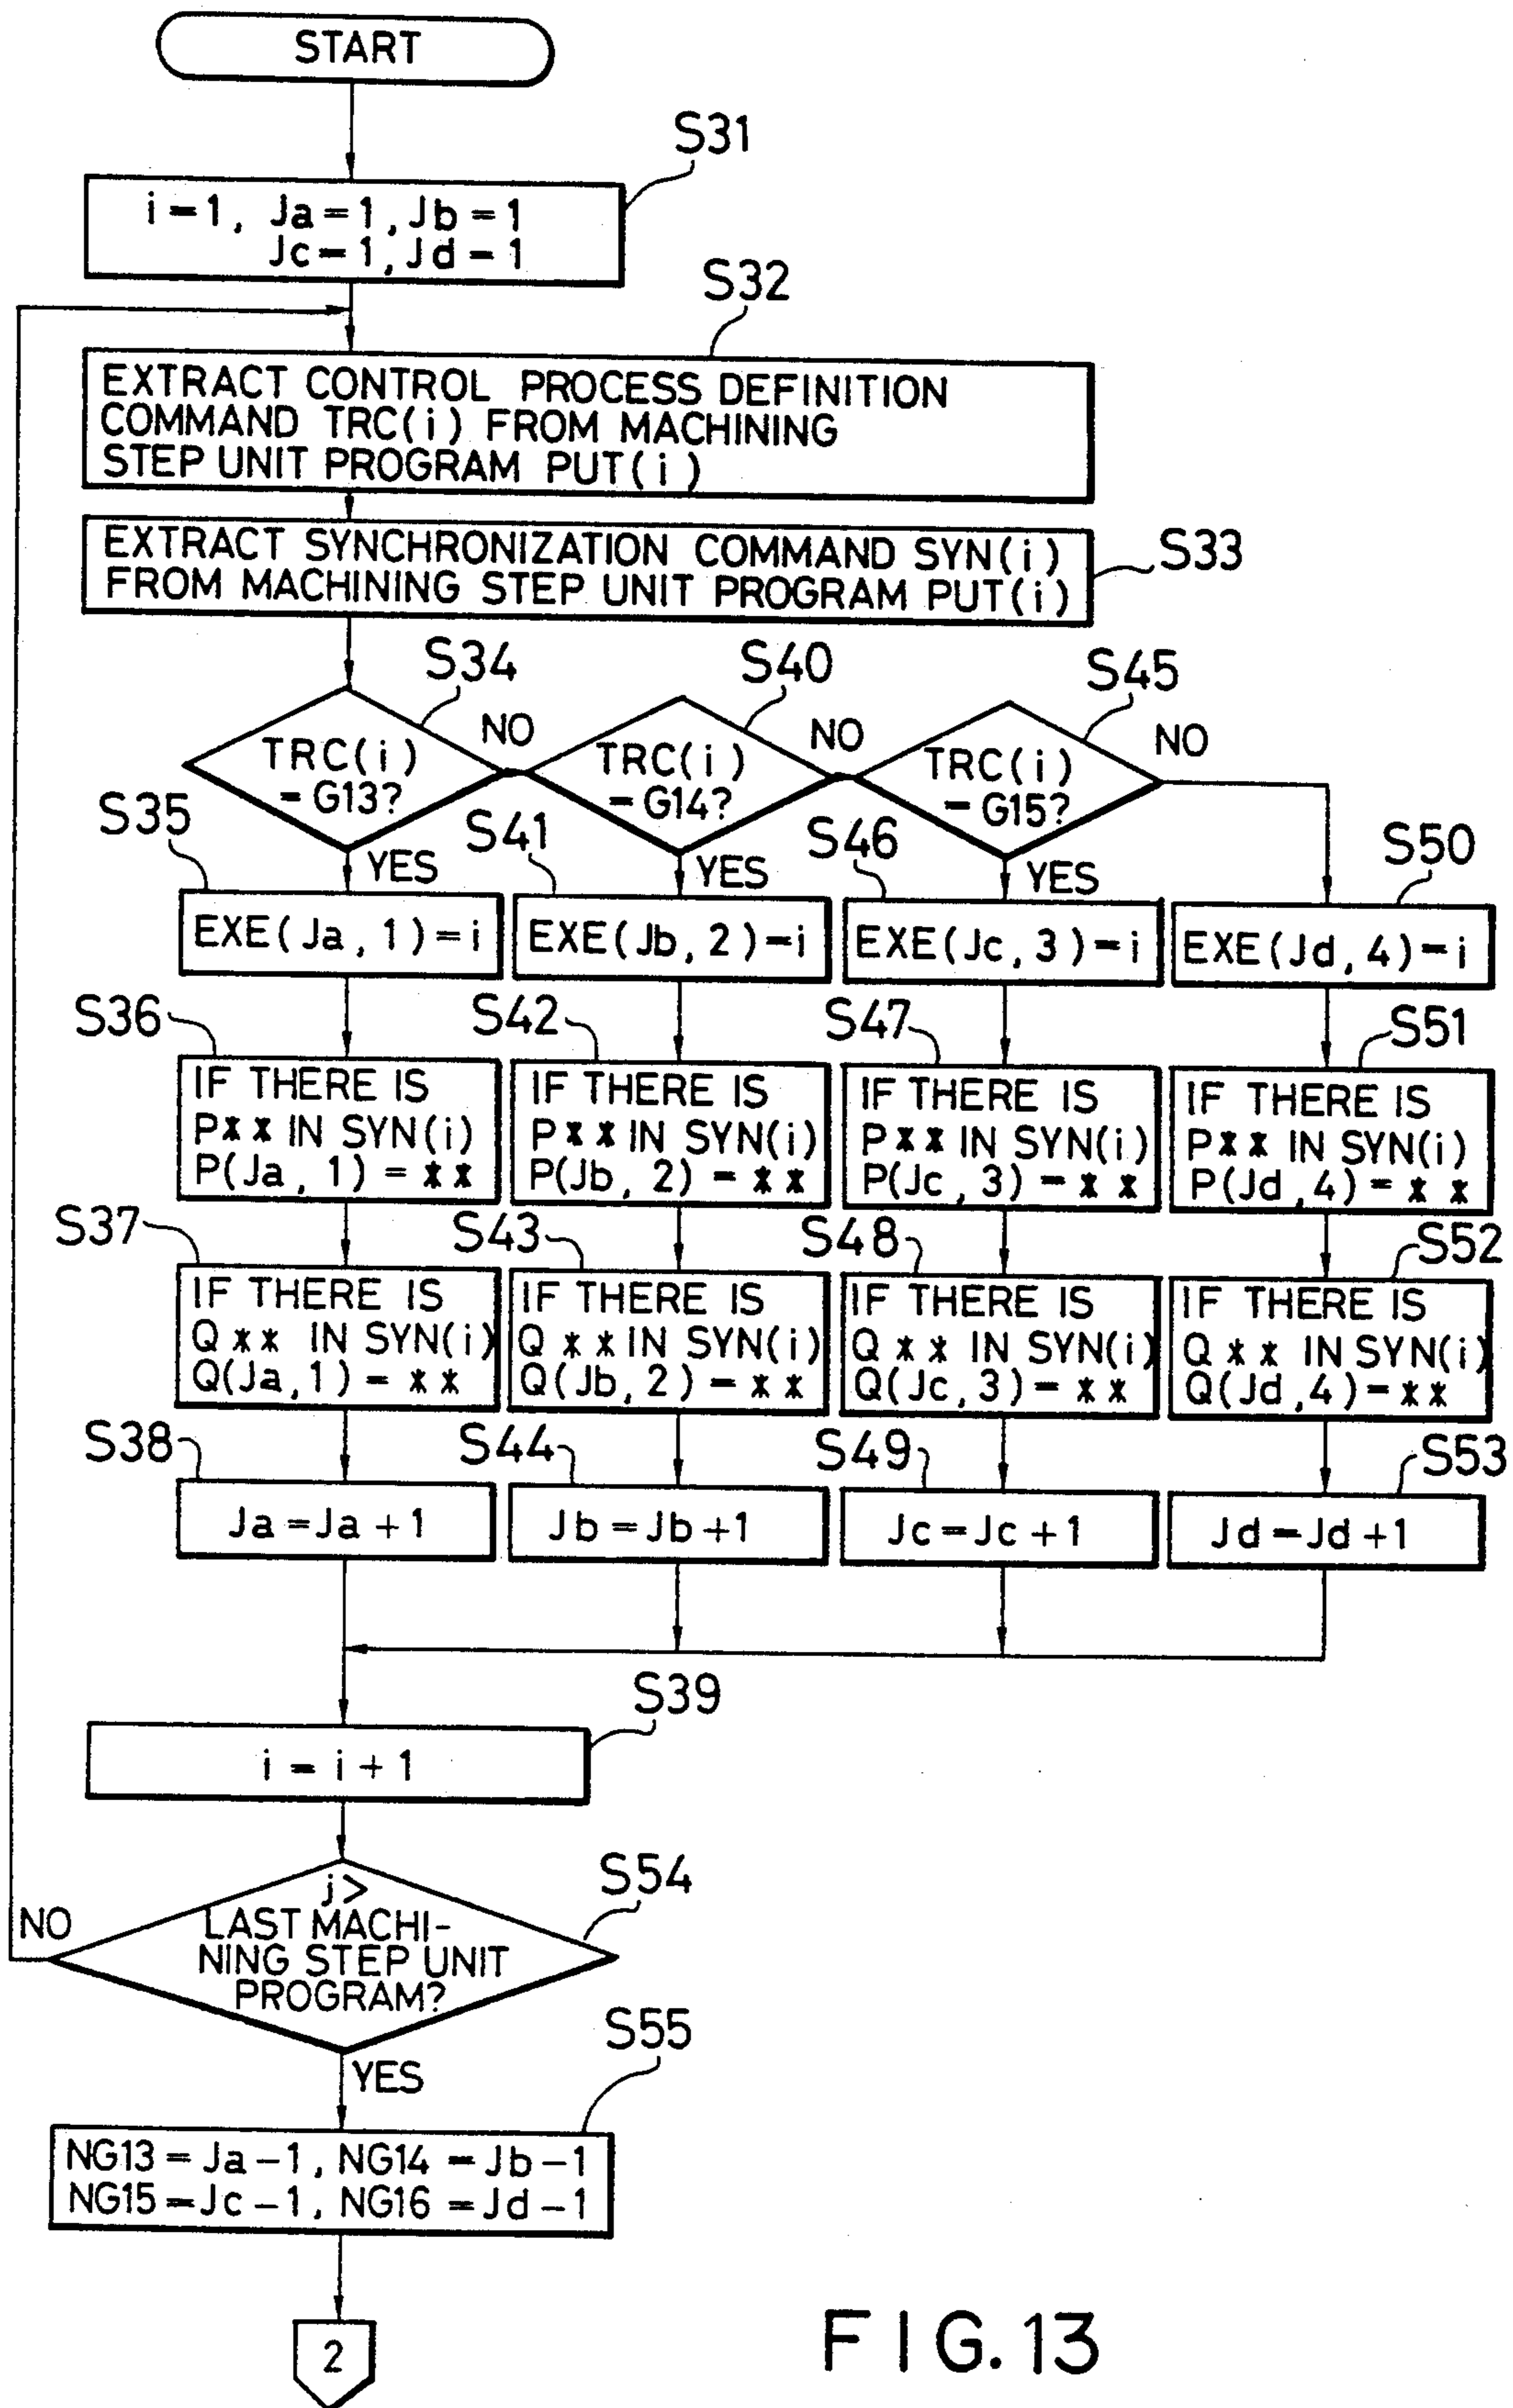 START
S31
i=1, Ja=1, Jb=1
Jc=1, Jd=1
S32
EXTRACT CONTROL PROCESS DEFINITION
COMMAND TRC(i) FROM MACHINING
STEP UNIT PROGRAM PUT(i)
EXTRACT SYNCHRONIZATION COMMAND SYN(i)
FROM MACHINING STEP UNIT PROGRAM PUT(i)
S33
S34
TRC(i)
=G13?
NO
YES
S40
TRC(i)
=G14?
NO
YES
S45
TRC(i)
=G15?
NO
YES
S35
EXE(Ja, 1)=i
S41
EXE(Jb, 2)=i
S46
EXE(Jc, 3)=i
S50
EXE(Jd, 4)=i
S36
IF THERE IS
P** IN SYN(i)
P(Ja, 1) = **
S42
IF THERE IS
P** IN SYN(i)
P(Jb, 2) = **
S47
IF THERE IS
P** IN SYN(i)
P(Jc, 3) = **
S51
IF THERE IS
P** IN SYN(i)
P(Jd, 4) = **
S37
IF THERE IS
Q** IN SYN(i)
Q(Ja, 1) = **
S43
IF THERE IS
Q** IN SYN(i)
Q(Jb, 2) = **
S48
IF THERE IS
Q** IN SYN(i)
Q(Jc, 3) = **
S52
IF THERE IS
Q** IN SYN(i)
Q(Jd, 4) = **
S38
Ja=Ja+1
S44
Jb=Jb+1
S49
Jc=Jc+1
S53
Jd=Jd+1
S39
i = i+1
S54
j>
LAST MACHI-
NING STEP UNIT
PROGRAM?
NO
YES
S55
NG13=Ja-1, NG14=Jb-1
NG15=Jc-1, NG16=Jd-1
2
FIG.13